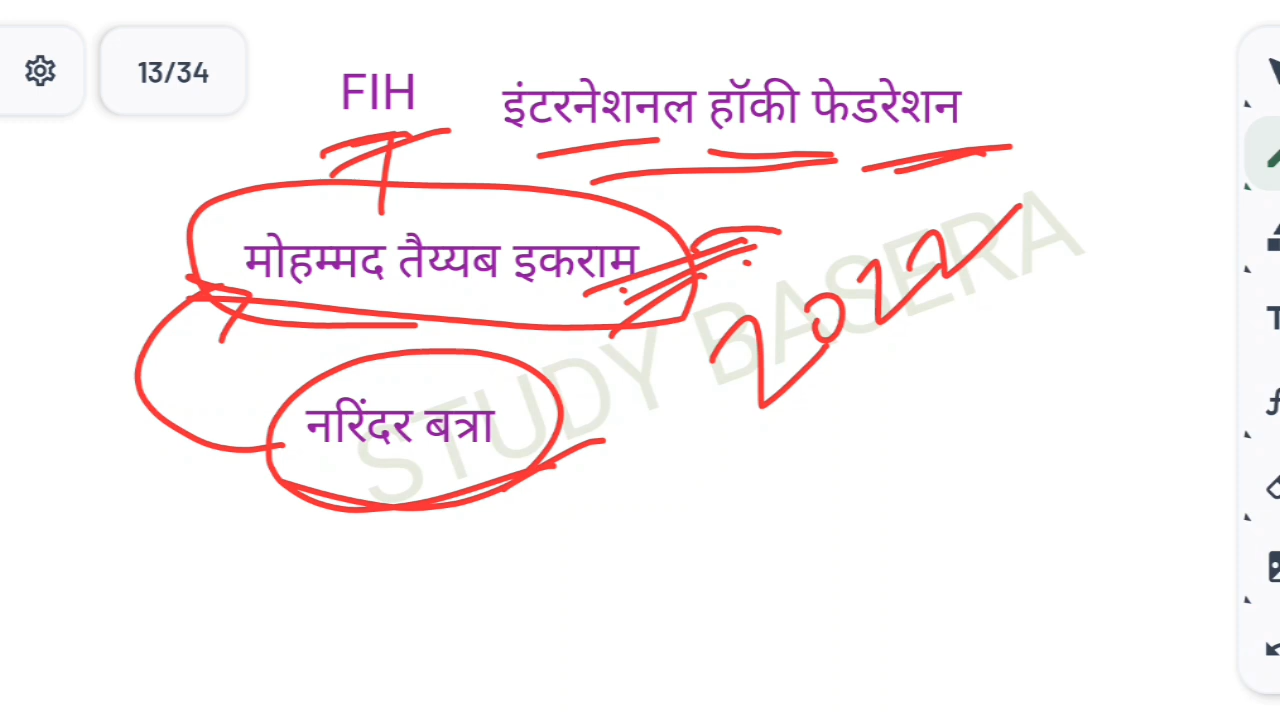 13/34
FIH इंटरनेशनल हॉकी फेडरेशन
मोहम्मद तैय्यब इकराम
2022
नरिंदर बत्रा
STUDY BASERA